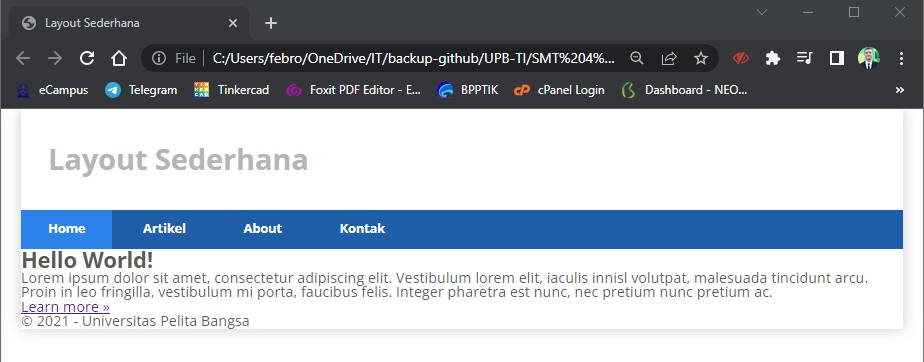 Layout Sederhana
File | C:/Users/febro/OneDrive/IT/backup-github/UPB-TI/SMT%204%...
eCampus Telegram Tinkercad Foxit PDF Editor - E... BPPTIK cPanel Login Dashboard - NEO... »
Layout Sederhana
Home Artikel About Kontak
Hello World!
Lorem ipsum dolor sit amet, consectetur adipiscing elit. Vestibulum lorem elit, iaculis innisl volutpat, malesuada tincidunt arcu.
Proin in leo fringilla, vestibulum mi porta, faucibus felis. Integer pharetra est nunc, nec pretium nunc pretium ac.
Learn more »
© 2021 - Universitas Pelita Bangsa